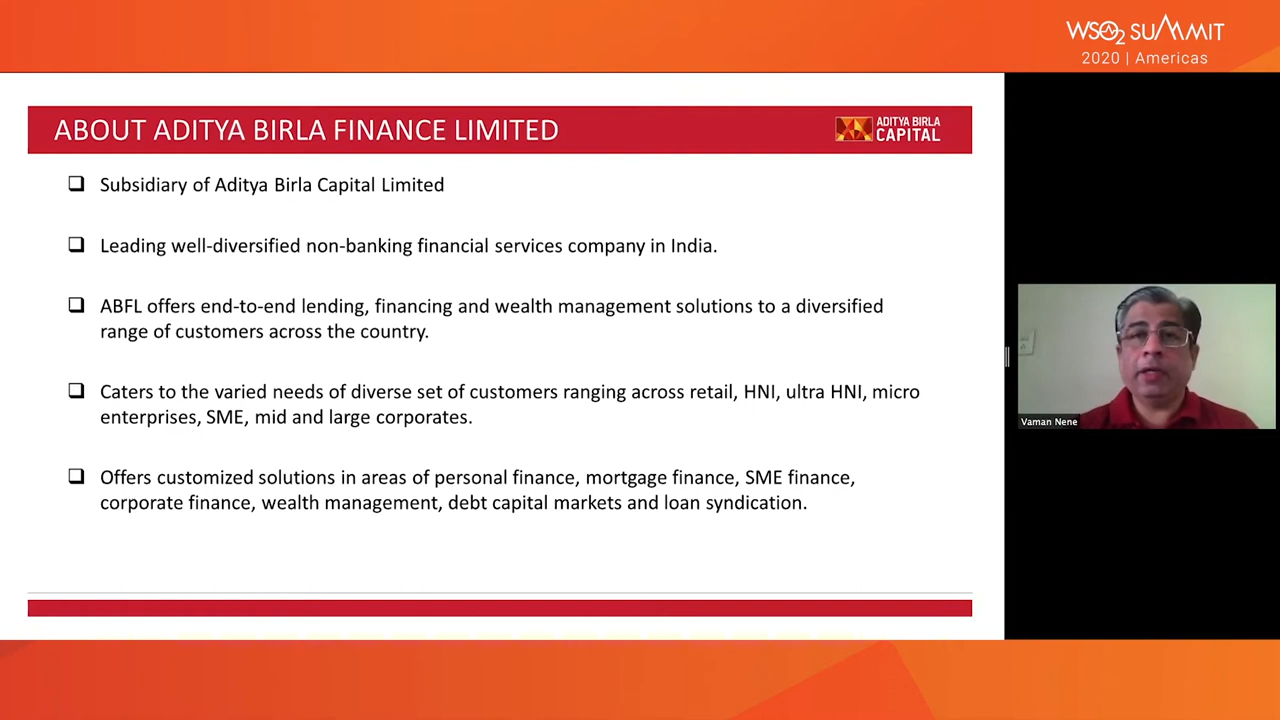 WSO2 SUMMIT
2020 | Americas
ABOUT ADITYA BIRLA FINANCE LIMITED
ADITYA BIRLA
CAPITAL
Subsidiary of Aditya Birla Capital Limited
Leading well-diversified non-banking financial services company in India.
ABFL offers end-to-end lending, financing and wealth management solutions to a diversified
range of customers across the country.
Caters to the varied needs of diverse set of customers ranging across retail, HNI, ultra HNI, micro
enterprises, SME, mid and large corporates.
Offers customized solutions in areas of personal finance, mortgage finance, SME finance,
corporate finance, wealth management, debt capital markets and loan syndication.
Vaman Nene